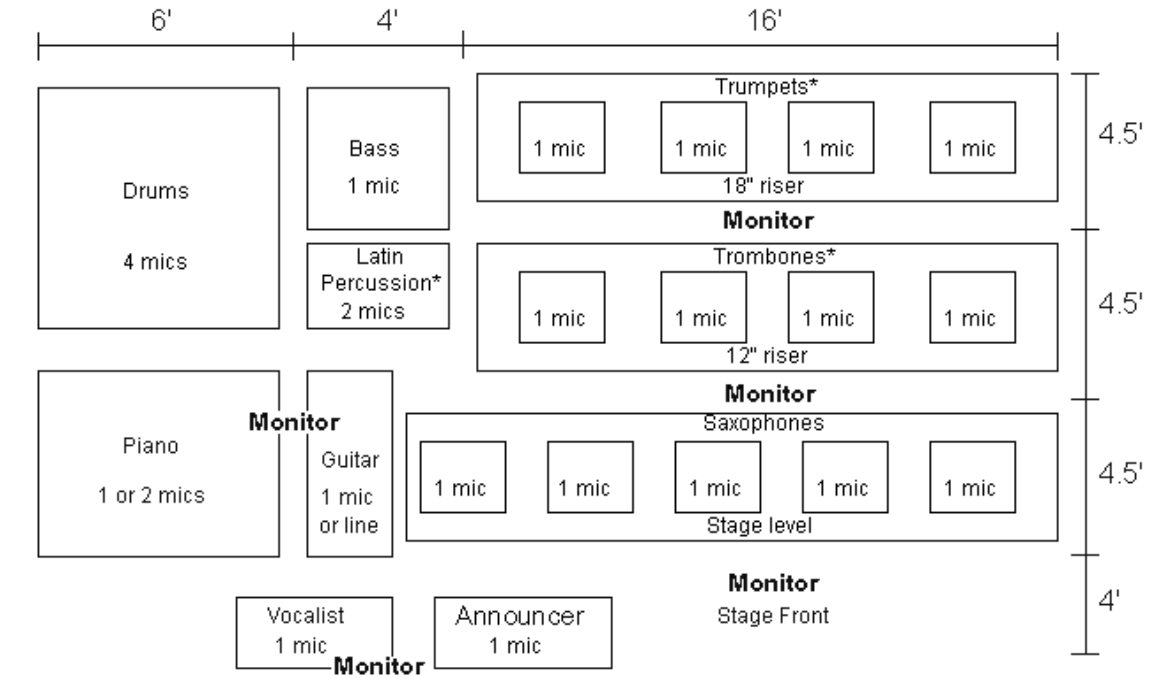 6' 4' 16'
Trumpets*
1 mic 1 mic 1 mic 1 mic
18" riser
4.5'
Bass
1 mic
Drums
4 mics
Monitor
Latin
Percussion*
2 mics
Trombones*
1 mic 1 mic 1 mic 1 mic
12" riser
4.5'
Monitor
Monitor
Piano
1 or 2 mics
Guitar
1 mic
or line
Saxophones
1 mic 1 mic 1 mic 1 mic 1 mic
Stage level
4.5'
Monitor
Stage Front
4'
Vocalist
1 mic
Monitor
Announcer
1 mic